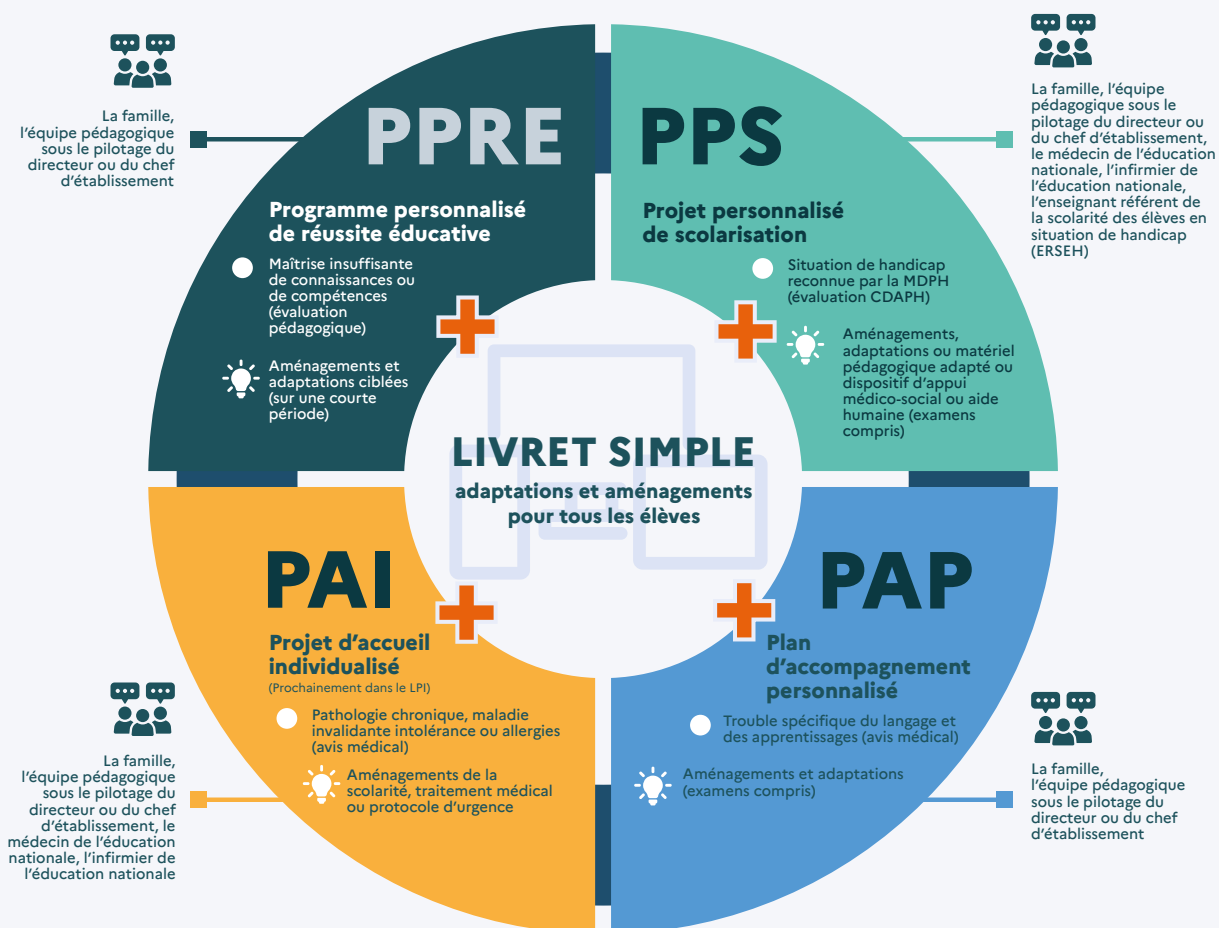 La famille,
l'équipe pédagogique
sous le pilotage du
directeur ou du chef
d'établissement
PPRE
Programme personnalisé
de réussite éducative
Maîtrise insuffisante
de connaissances ou
de compétences
(évaluation
pédagogique)
Aménagements et
adaptations ciblées
(sur une courte
période)
PPS
Projet personnalisé
de scolarisation
Situation de handicap
reconnue par la MDPH
(évaluation CDAPH)
Aménagements,
adaptations ou matériel
pédagogique adapté ou
dispositif d'appui
médico-social ou aide
humaine (examens
compris)
La famille, l'équipe
pédagogique sous le
pilotage du directeur ou
du chef d'établissement,
le médecin de l'éducation
nationale, l'infirmier de
l'éducation nationale,
l'enseignant référent de
la scolarité des élèves en
situation de handicap
(ERSEH)
LIVRET SIMPLE
adaptations et aménagements
pour tous les élèves
PAI
Projet d'accueil
individualisé
(Prochainement dans le LPI)
Pathologie chronique, maladie
invalidante intolérance ou allergies
(avis médical)
Aménagements de la
scolarité, traitement médical
ou protocole d'urgence
La famille,
l'équipe pédagogique
sous le pilotage du
directeur ou du chef
d'établissement, le
médecin de l'éducation
nationale, l'infirmier de
l'éducation nationale
PAP
Plan
d'accompagnement
personnalisé
Trouble spécifique du langage et
des apprentissages (avis médical)
Aménagements et adaptations
(examens compris)
La famille,
l'équipe pédagogique
sous le pilotage du
directeur ou du chef
d'établissement